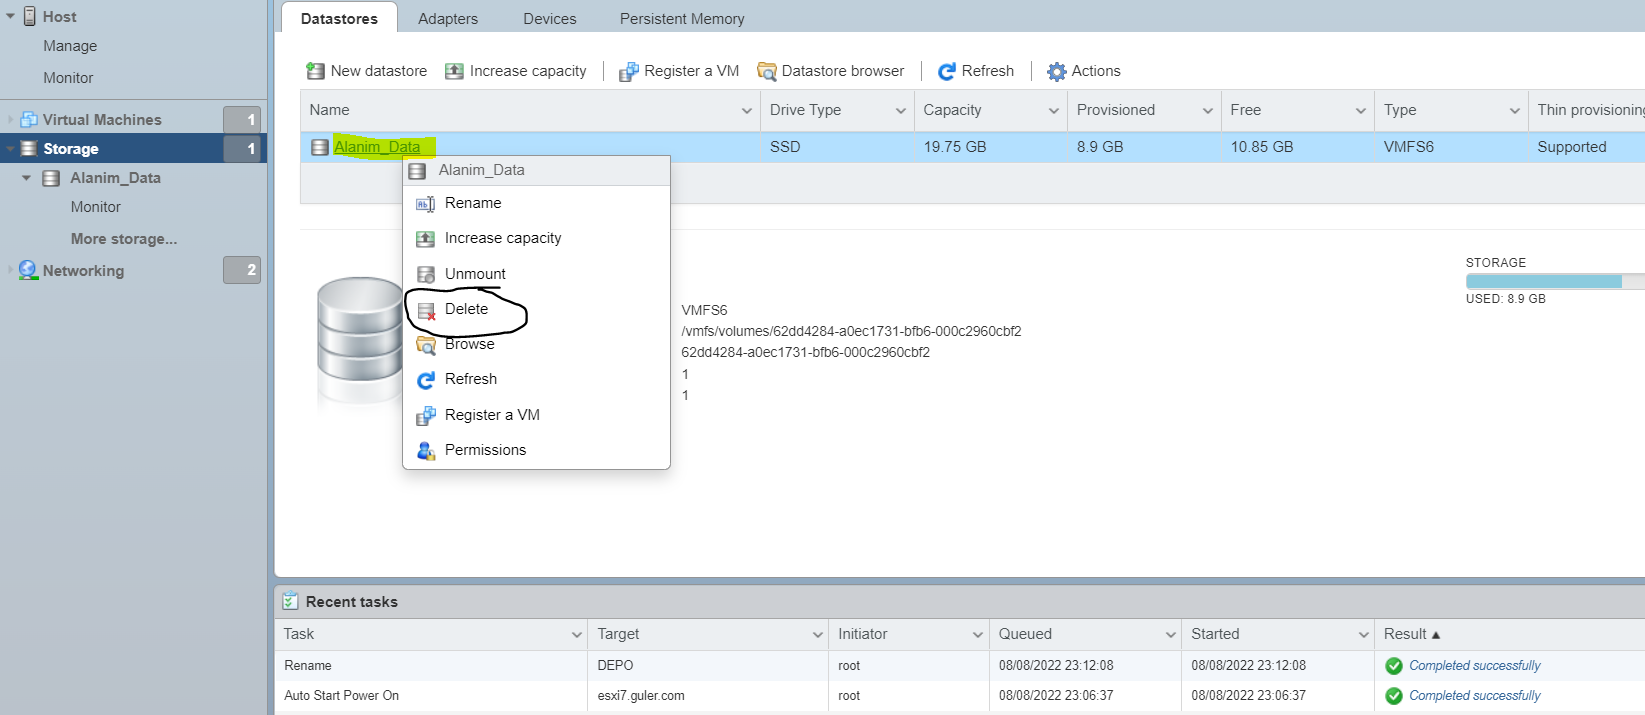 Host
Manage
Monitor
Virtual Machines 1
Storage 1
Alanim_Data
Monitor
More storage...
Networking 2
Datastores Adapters Devices Persistent Memory
New datastore Increase capacity Register a VM Datastore browser Refresh Actions
Name Drive Type Capacity Provisioned Free Type Thin provisioning
Alanim_Data SSD 19.75 GB 8.9 GB 10.85 GB VMFS6 Supported
Alanim_Data
Rename
Increase capacity
Unmount
Delete
Browse
Refresh
Register a VM
Permissions
VMFS6
/vmfs/volumes/62dd4284-a0ec1731-bfb6-000c2960cbf2
62dd4284-a0ec1731-bfb6-000c2960cbf2
1
1
STORAGE
USED: 8.9 GB
Recent tasks
Task Target Initiator Queued Started Result
Rename DEPO root 08/08/2022 23:12:08 08/08/2022 23:12:08 Completed successfully
Auto Start Power On esxi7.guler.com root 08/08/2022 23:06:37 08/08/2022 23:06:37 Completed successfully